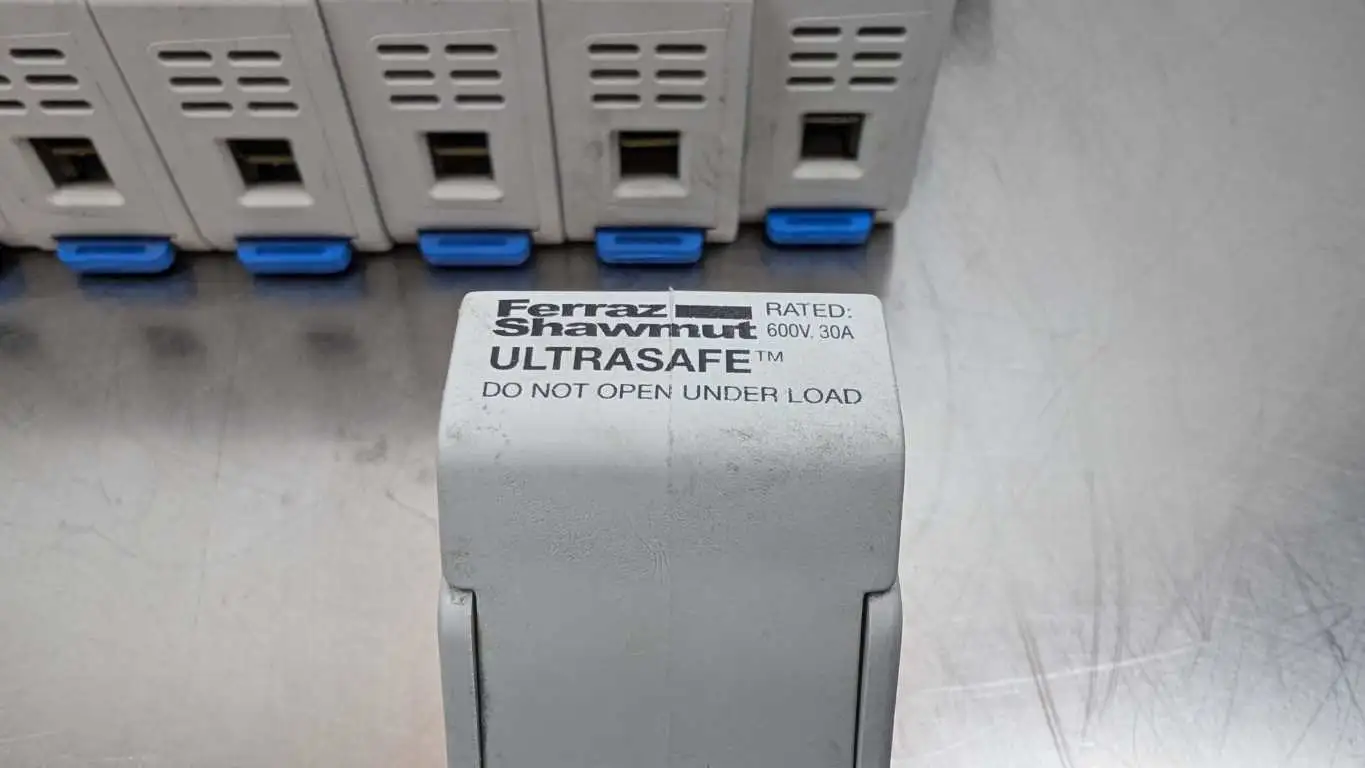 Ferraz
Shawmut
RATED:
600V, 30A
ULTRASAFE™
DO NOT OPEN UNDER LOAD